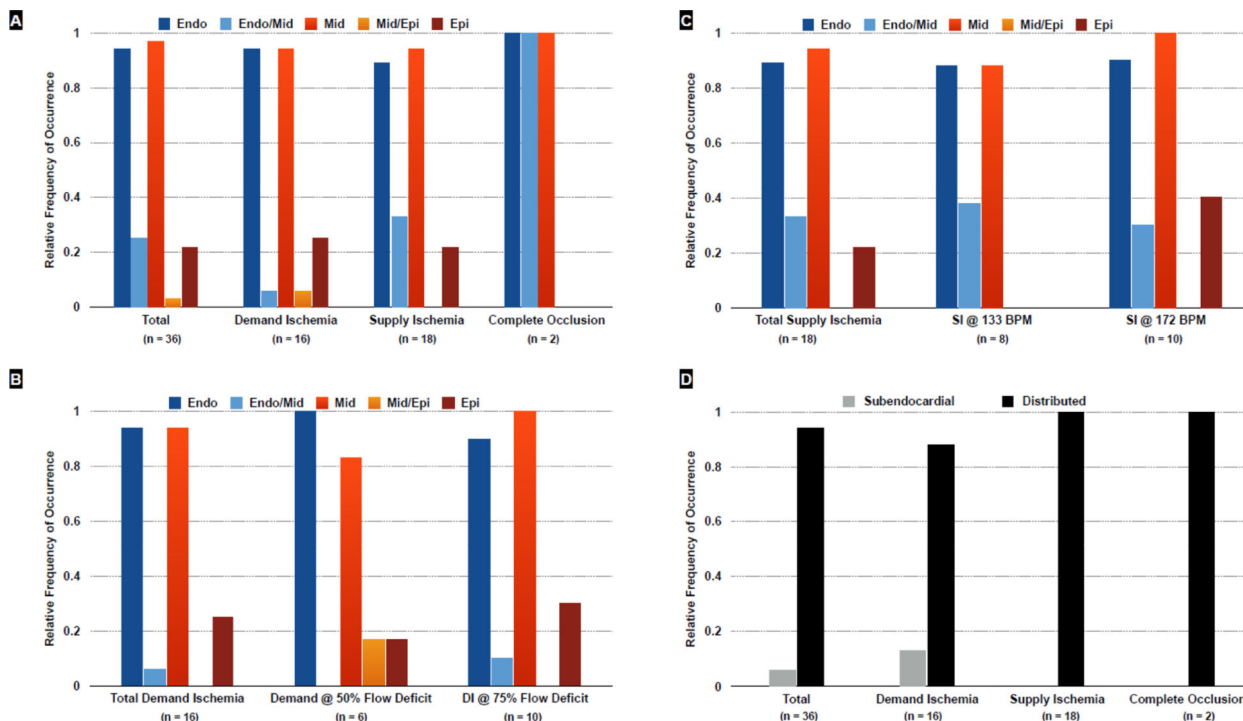 A
Endo Endo/Mid Mid Mid/Epi Epi
Relative Frequency of Occurrence
1
0.8
0.6
0.4
0.2
0
Total Demand Ischemia Supply Ischemia Complete Occlusion
(n = 36) (n = 16) (n = 18) (n = 2)
C
Endo Endo/Mid Mid Mid/Epi Epi
Relative Frequency of Occurrence
1
0.8
0.6
0.4
0.2
0
Total Supply Ischemia SI @ 133 BPM SI @ 172 BPM
(n = 18) (n = 8) (n = 10)
B
Endo Endo/Mid Mid Mid/Epi Epi
Relative Frequency of Occurrence
1
0.8
0.6
0.4
0.2
0
Total Demand Ischemia Demand @ 50% Flow Deficit DI @ 75% Flow Deficit
(n = 16) (n = 6) (n = 10)
D
Subendocardial Distributed
Relative Frequency of Occurrence
1
0.8
0.6
0.4
0.2
0
Total Demand Ischemia Supply Ischemia Complete Occlusion
(n = 36) (n = 16) (n = 18) (n = 2)